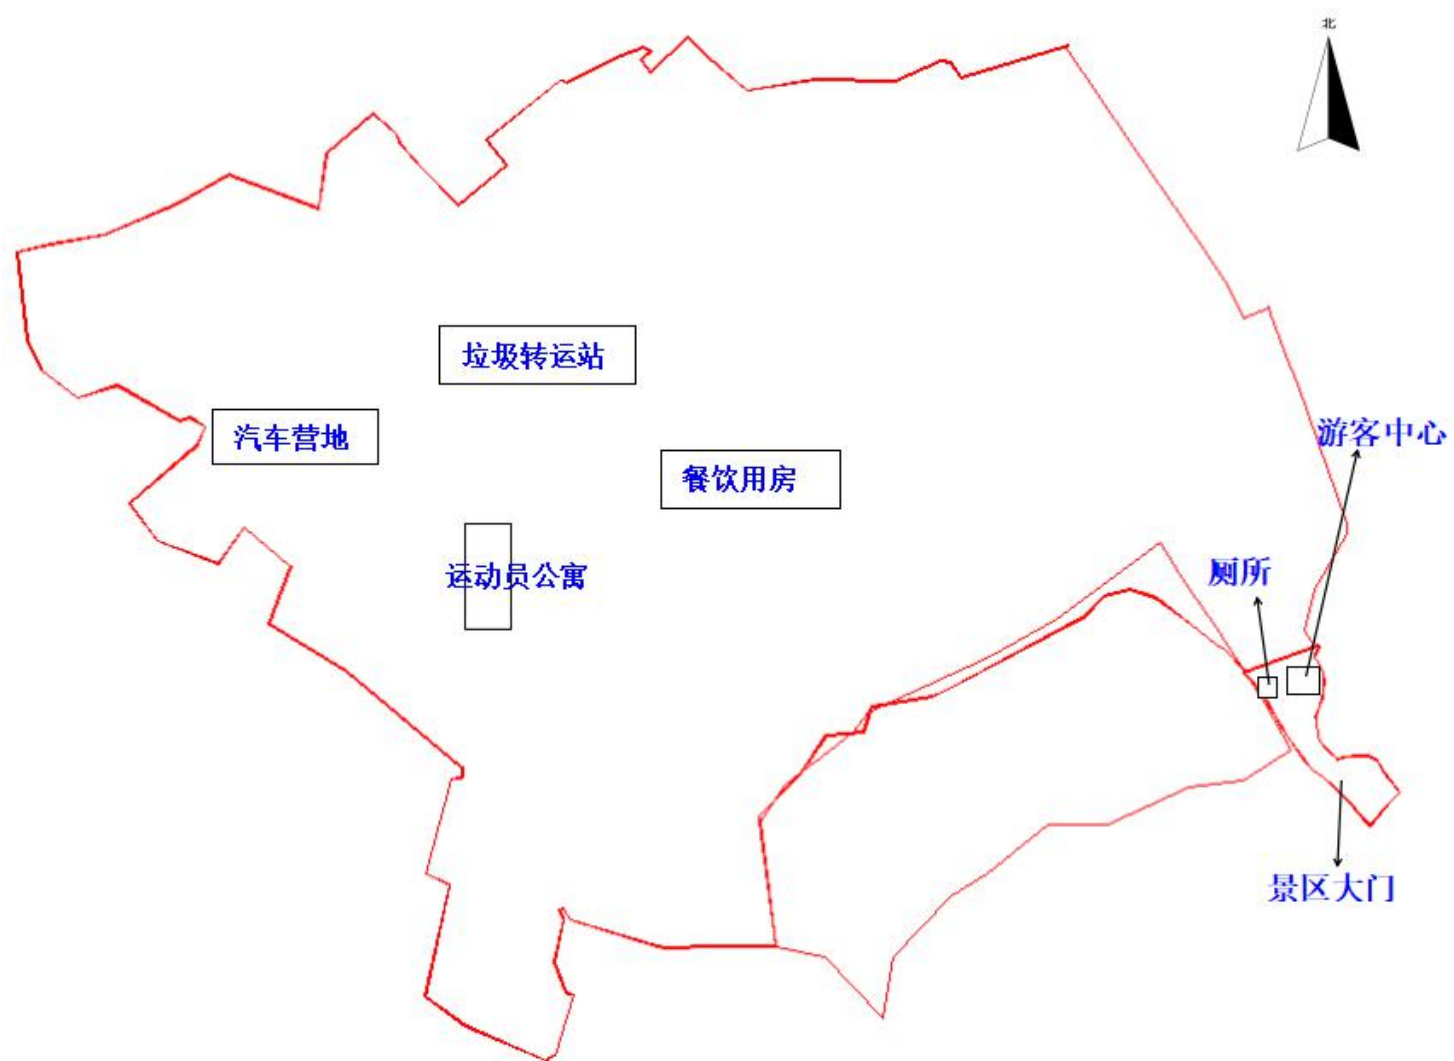 北
垃圾转运站
汽车营地
游客中心
餐饮用房
运动员公寓
厕所
景区大门